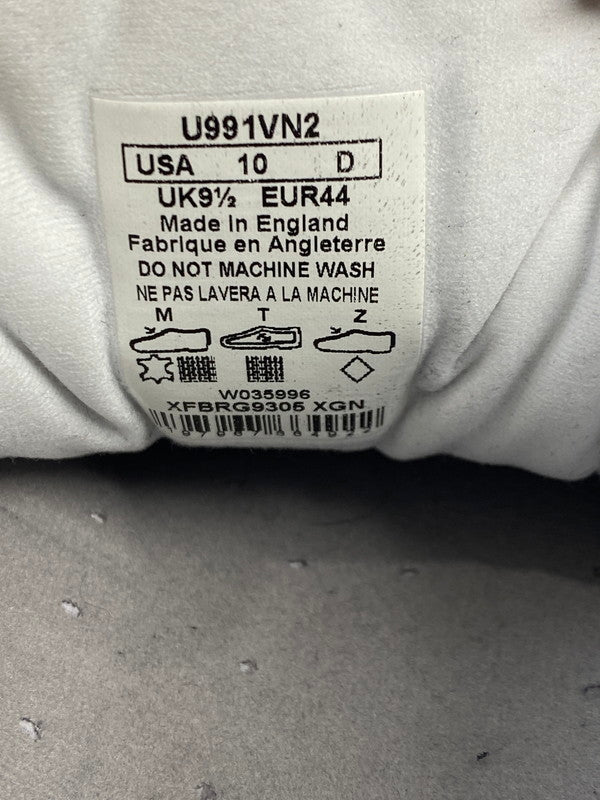 U991VN2
USA 10 D
UK9½ EUR44
Made In England
Fabrique en Angleterre
DO NOT MACHINE WASH
NE PAS LAVERA A LA MACHINE
M T Z
W035996
XFBRG9305 XGN